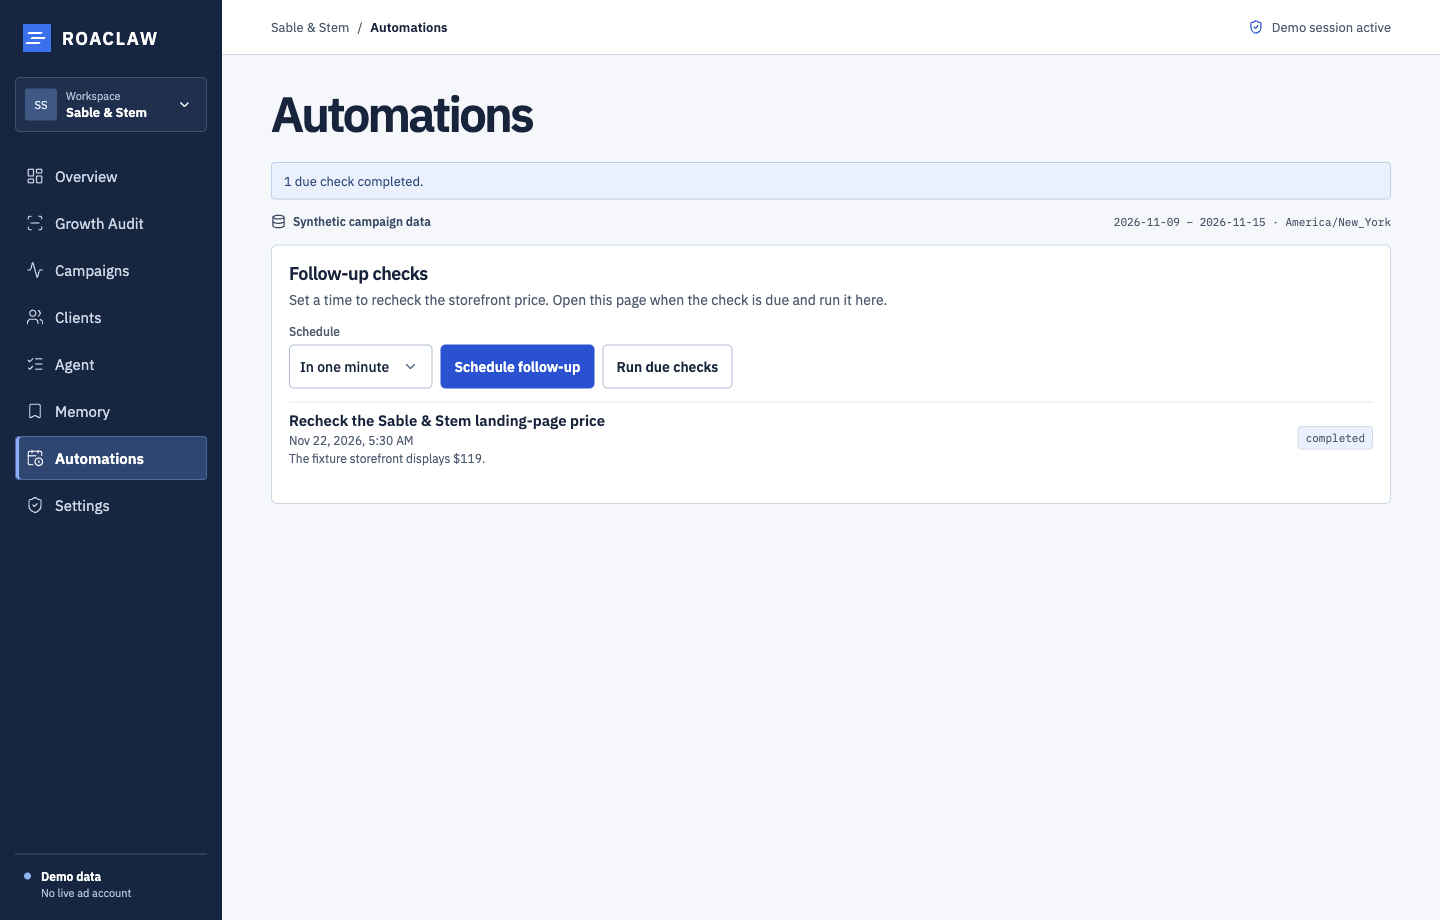 ROACLAW
SS
Workspace
Sable & Stem
Overview
Growth Audit
Campaigns
Clients
Agent
Memory
Automations
Settings
Demo data
No live ad account
Sable & Stem / Automations
Demo session active
Automations
1 due check completed.
Synthetic campaign data
2026-11-09 – 2026-11-15 · America/New_York
Follow-up checks
Set a time to recheck the storefront price. Open this page when the check is due and run it here.
Schedule
In one minute
Schedule follow-up
Run due checks
Recheck the Sable & Stem landing-page price
Nov 22, 2026, 5:30 AM
The fixture storefront displays $119.
completed